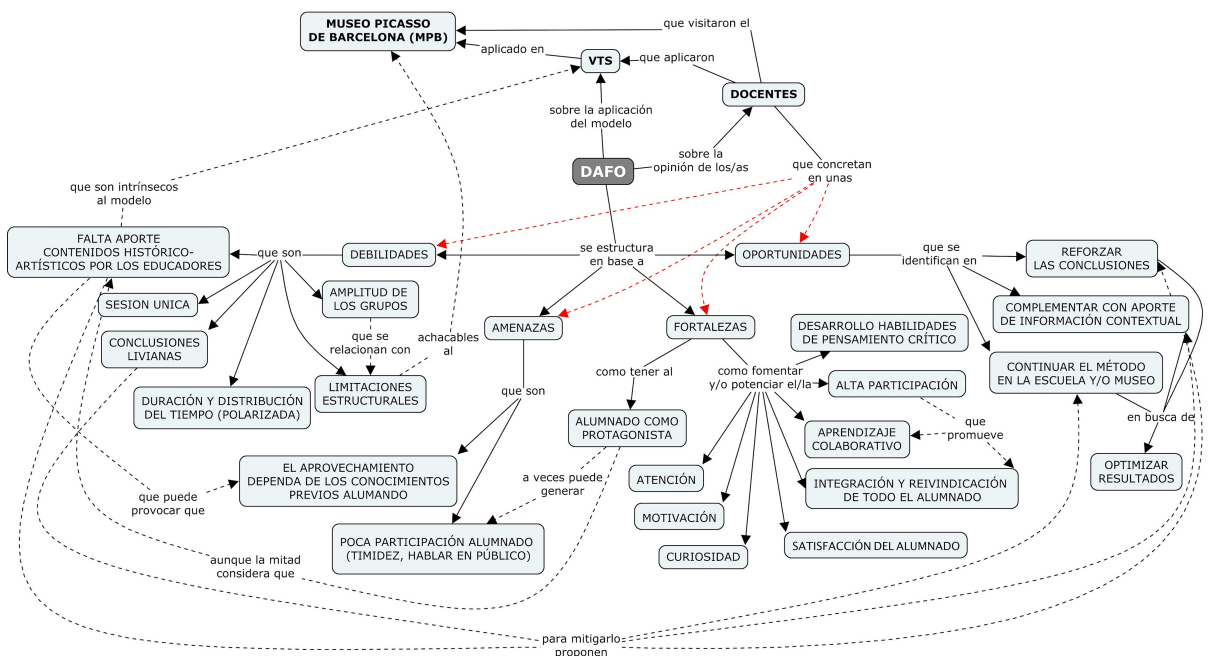 MUSEO PICASSO
DE BARCELONA (MPB)
que visitaron el
aplicado en
VTS
que aplicaron
DOCENTES
sobre la aplicación
del modelo
DAFO
sobre la
opinión de los/as
que concretan
en unas
que son intrínsecos
al modelo
FALTA APORTE
CONTENIDOS HISTÓRICO-
ARTÍSTICOS POR LOS EDUCADORES
que son
DEBILIDADES
se estructura
en base a
OPORTUNIDADES
que se
identifican en
REFORZAR
LAS CONCLUSIONES
SESION UNICA
AMPLITUD DE
LOS GRUPOS
COMPLEMENTAR CON APORTE
DE INFORMACIÓN CONTEXTUAL
AMENAZAS
FORTALEZAS
DESARROLLO HABILIDADES
DE PENSAMIENTO CRÍTICO
CONCLUSIONES
LIVIANAS
que se
relacionan con
achacables
al
como tener al
como fomentar
y/o potenciar el/la
ALTA PARTICIPACIÓN
CONTINUAR EL MÉTODO
EN LA ESCUELA Y/O MUSEO
DURACIÓN Y DISTRIBUCIÓN
DEL TIEMPO (POLARIZADA)
LIMITACIONES
ESTRUCTURALES
que son
ALUMNADO COMO
PROTAGONISTA
APRENDIZAJE
COLABORATIVO
que
promueve
en busca de
EL APROVECHAMIENTO
DEPENDA DE LOS CONOCIMIENTOS
PREVIOS ALUMANDO
que puede
provocar que
a veces puede
generar
ATENCIÓN
INTEGRACIÓN Y REIVINDICACIÓN
DE TODO EL ALUMNADO
OPTIMIZAR
RESULTADOS
MOTIVACIÓN
POCA PARTICIPACIÓN ALUMNADO
(TIMIDEZ, HABLAR EN PÚBLICO)
CURIOSIDAD
SATISFACCIÓN DEL ALUMNADO
aunque la mitad
considera que
para mitigarlo
proponen